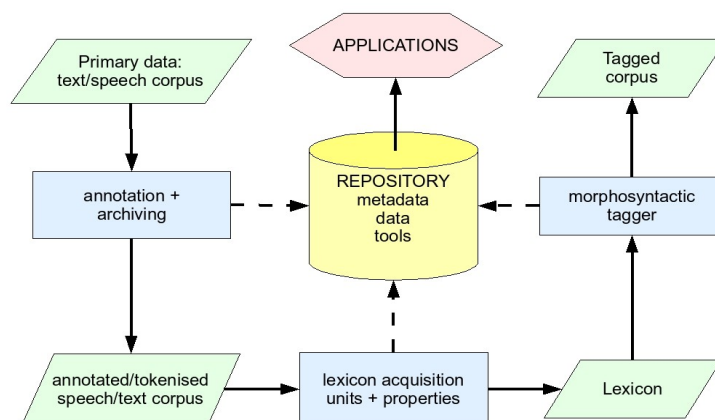 Primary data:
text/speech corpus
APPLICATIONS
Tagged
corpus
annotation +
archiving
REPOSITORY
metadata
data
tools
morphosyntactic
tagger
annotated/tokenised
speech/text corpus
lexicon acquisition
units + properties
Lexicon